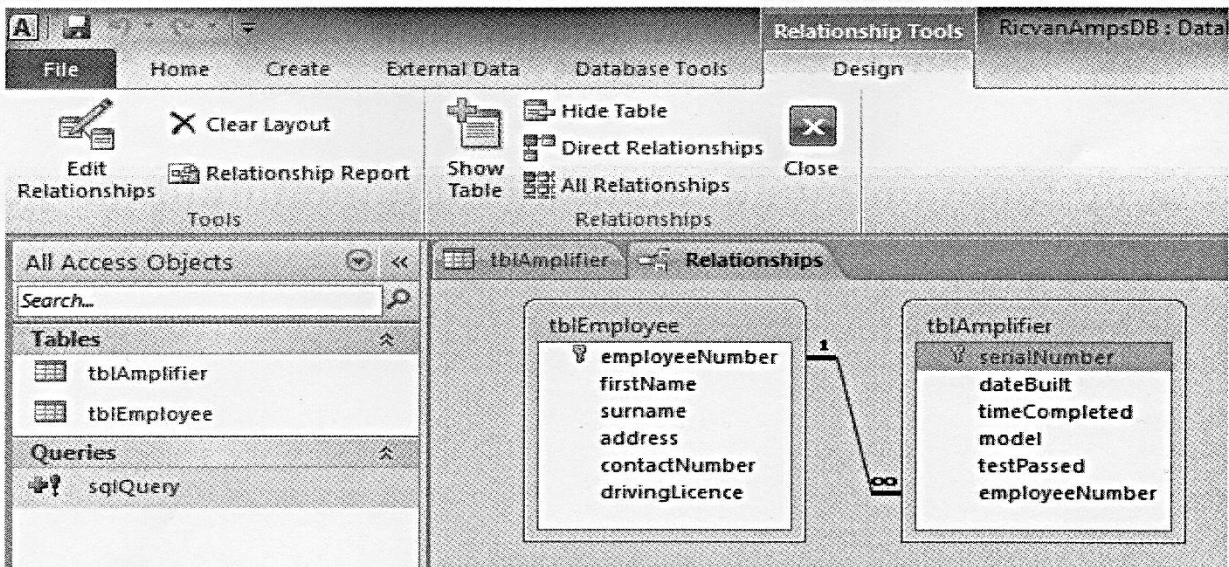 A
Relationship Tools
RicvanAmpsDB : Datal
File Home Create External Data Database Tools Design
Edit Relationships
Clear Layout
Relationship Report
Tools
Show Table
Hide Table
Direct Relationships
All Relationships
Close
Relationships
All Access Objects
Search...
Tables
tblAmplifier
tblEmployee
Queries
sqlQuery
tblAmplifier
Relationships
tblEmployee
employeeNumber
firstName
surname
address
contactNumber
drivingLicence
1
∞
tblAmplifier
serialNumber
dateBuilt
timeCompleted
model
testPassed
employeeNumber